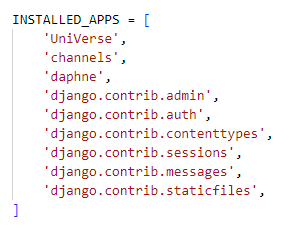 INSTALLED_APPS = [
    'UniVerse',
    'channels',
    'daphne',
    'django.contrib.admin',
    'django.contrib.auth',
    'django.contrib.contenttypes',
    'django.contrib.sessions',
    'django.contrib.messages',
    'django.contrib.staticfiles',
]